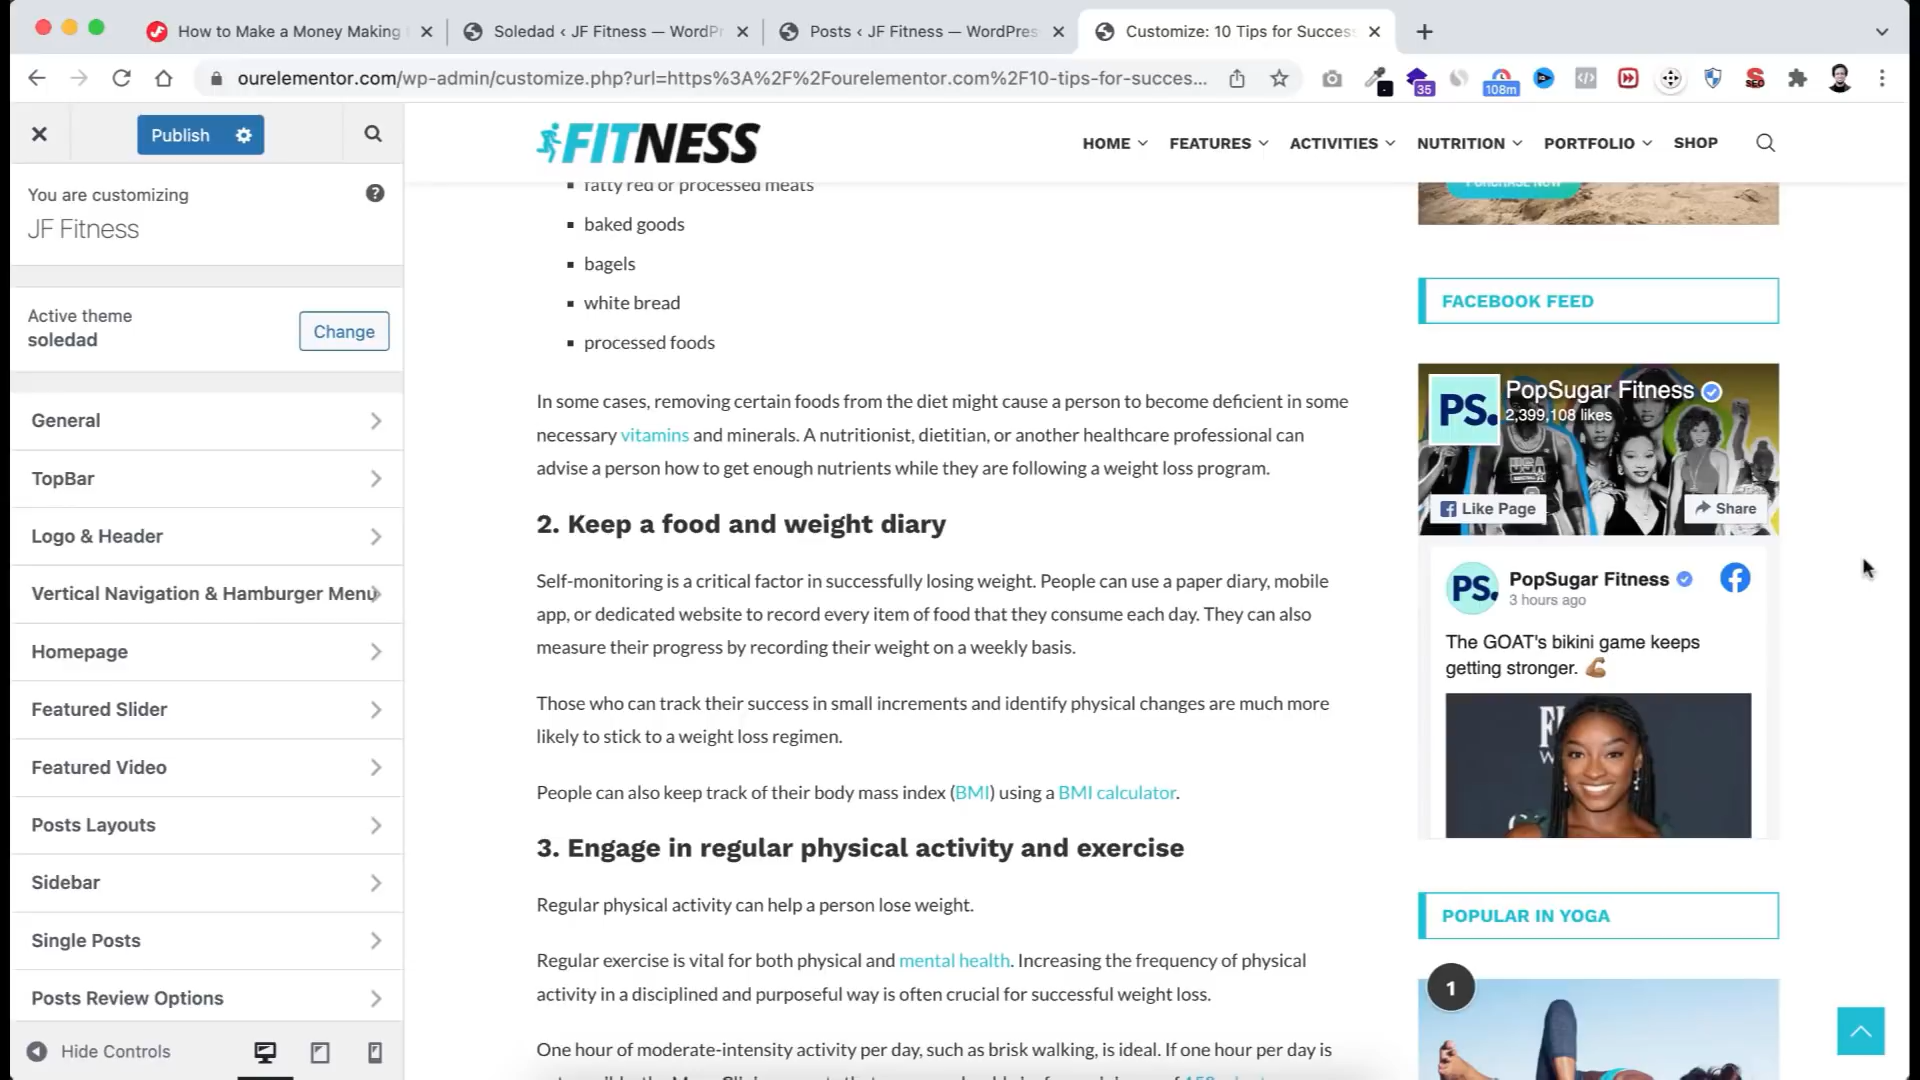 How to Make a Money Making
Soledad ‹ JF Fitness — WordPr
Posts ‹ JF Fitness — WordPres
Customize: 10 Tips for Succes
ourelementor.com/wp-admin/customize.php?url=https%3A%2F%2Fourelementor.com%2F10-tips-for-succes...
35
108m
SEO
Publish
You are customizing
JF Fitness
Active theme
soledad
Change
General
TopBar
Logo & Header
Vertical Navigation & Hamburger Menu
Homepage
Featured Slider
Featured Video
Posts Layouts
Sidebar
Single Posts
Posts Review Options
Hide Controls
FITNESS
HOME
FEATURES
ACTIVITIES
NUTRITION
PORTFOLIO
SHOP
fatty red or processed meats
baked goods
bagels
white bread
processed foods
In some cases, removing certain foods from the diet might cause a person to become deficient in some
necessary vitamins and minerals. A nutritionist, dietitian, or another healthcare professional can
advise a person how to get enough nutrients while they are following a weight loss program.
2. Keep a food and weight diary
Self-monitoring is a critical factor in successfully losing weight. People can use a paper diary, mobile
app, or dedicated website to record every item of food that they consume each day. They can also
measure their progress by recording their weight on a weekly basis.
Those who can track their success in small increments and identify physical changes are much more
likely to stick to a weight loss regimen.
People can also keep track of their body mass index (BMI) using a BMI calculator.
3. Engage in regular physical activity and exercise
Regular physical activity can help a person lose weight.
Regular exercise is vital for both physical and mental health. Increasing the frequency of physical
activity in a disciplined and purposeful way is often crucial for successful weight loss.
One hour of moderate-intensity activity per day, such as brisk walking, is ideal. If one hour per day is
PURCHASE NOW
FACEBOOK FEED
PS.
PopSugar Fitness
2,399,108 likes
USA
Like Page
Share
PS.
PopSugar Fitness
3 hours ago
The GOAT's bikini game keeps
getting stronger. 💪🏾
POPULAR IN YOGA
1